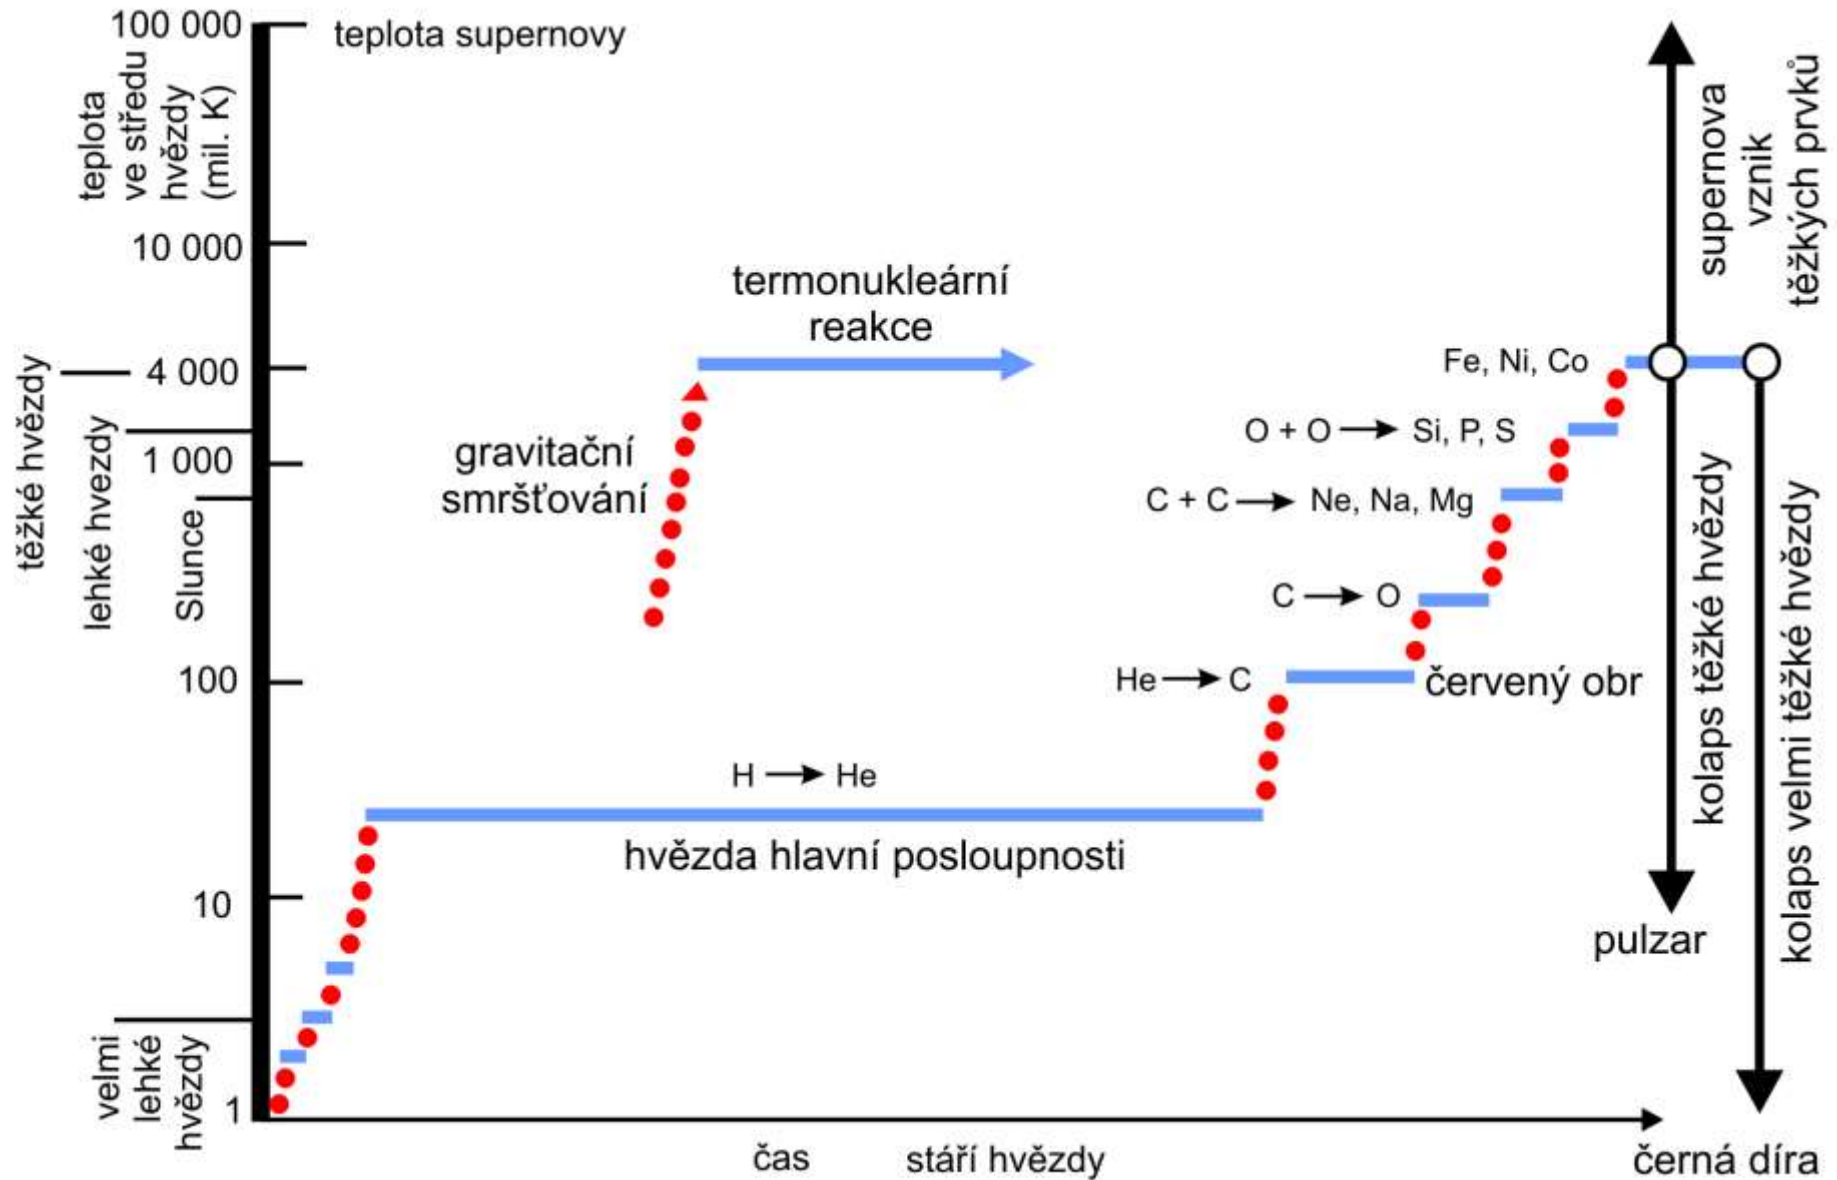 100 000
teplota supernovy
teplota
ve středu
hvězdy
(mil. K)
10 000
4 000
1 000
100
10
1
těžké hvězdy
lehké hvezdy
Slunce
velmi
lehké
hvězdy
termonukleární
reakce
gravitační
smršťování
H → He
hvězda hlavní posloupnosti
He → C
červený obr
C → O
C + C → Ne, Na, Mg
O + O → Si, P, S
Fe, Ni, Co
supernova
vznik
těžkých prvků
kolaps těžké hvězdy
kolaps velmi těžké hvězdy
pulzar
čas stáří hvězdy
černá díra